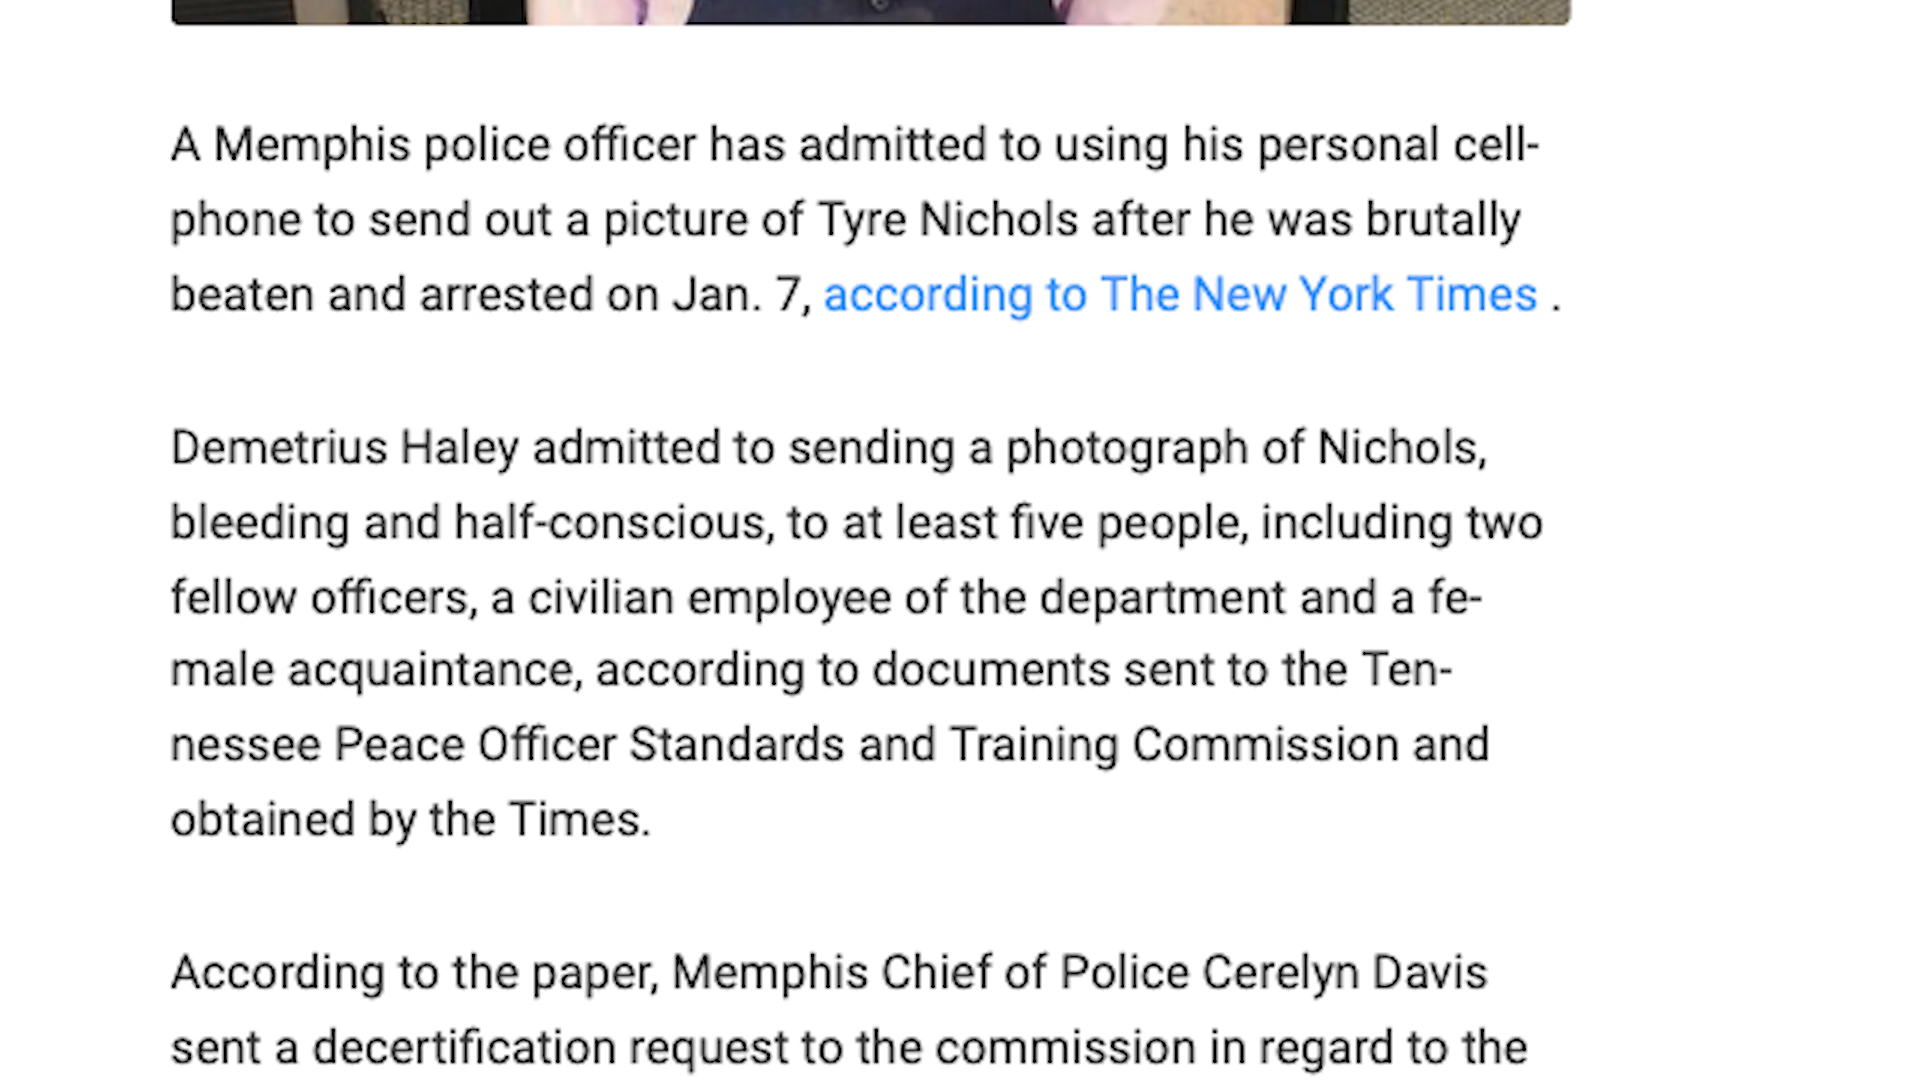 A Memphis police officer has admitted to using his personal cell-
phone to send out a picture of Tyre Nichols after he was brutally
beaten and arrested on Jan. 7, according to The New York Times .
Demetrius Haley admitted to sending a photograph of Nichols,
bleeding and half-conscious, to at least five people, including two
fellow officers, a civilian employee of the department and a fe-
male acquaintance, according to documents sent to the Ten-
nessee Peace Officer Standards and Training Commission and
obtained by the Times.
According to the paper, Memphis Chief of Police Cerelyn Davis
sent a decertification request to the commission in regard to the